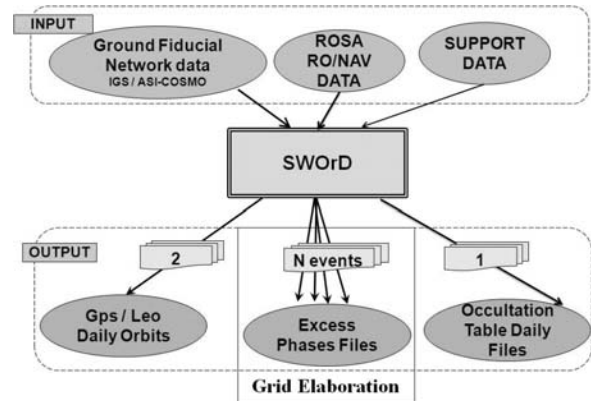 INPUT
Ground Fiducial
Network data
IGS / ASI-COSMO
ROSA
RO/NAV
DATA
SUPPORT
DATA
SWOrD
OUTPUT
2
N events
1
Gps / Leo
Daily Orbits
Excess
Phases Files
Occultation
Table Daily
Files
Grid Elaboration